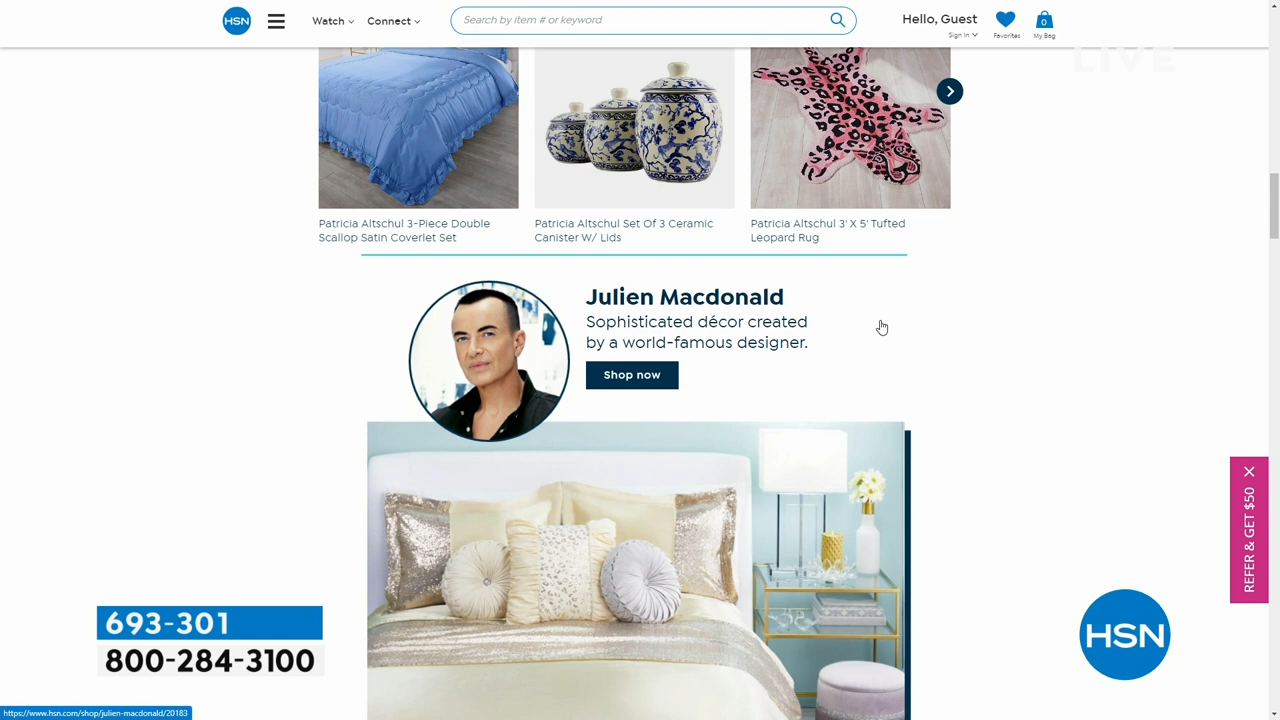 HSN
Watch
Connect
Search by item # or keyword
Hello, Guest
Sign In
Favorites
0
My Bag
LIVE
Patricia Altschul 3-Piece Double
Scallop Satin Coverlet Set
Patricia Altschul Set Of 3 Ceramic
Canister W/ Lids
Patricia Altschul 3' X 5' Tufted
Leopard Rug
Julien Macdonald
Sophisticated décor created
by a world-famous designer.
Shop now
REFER & GET $50
693-301
800-284-3100
HSN
https://www.hsn.com/shop/julien-macdonald/20183